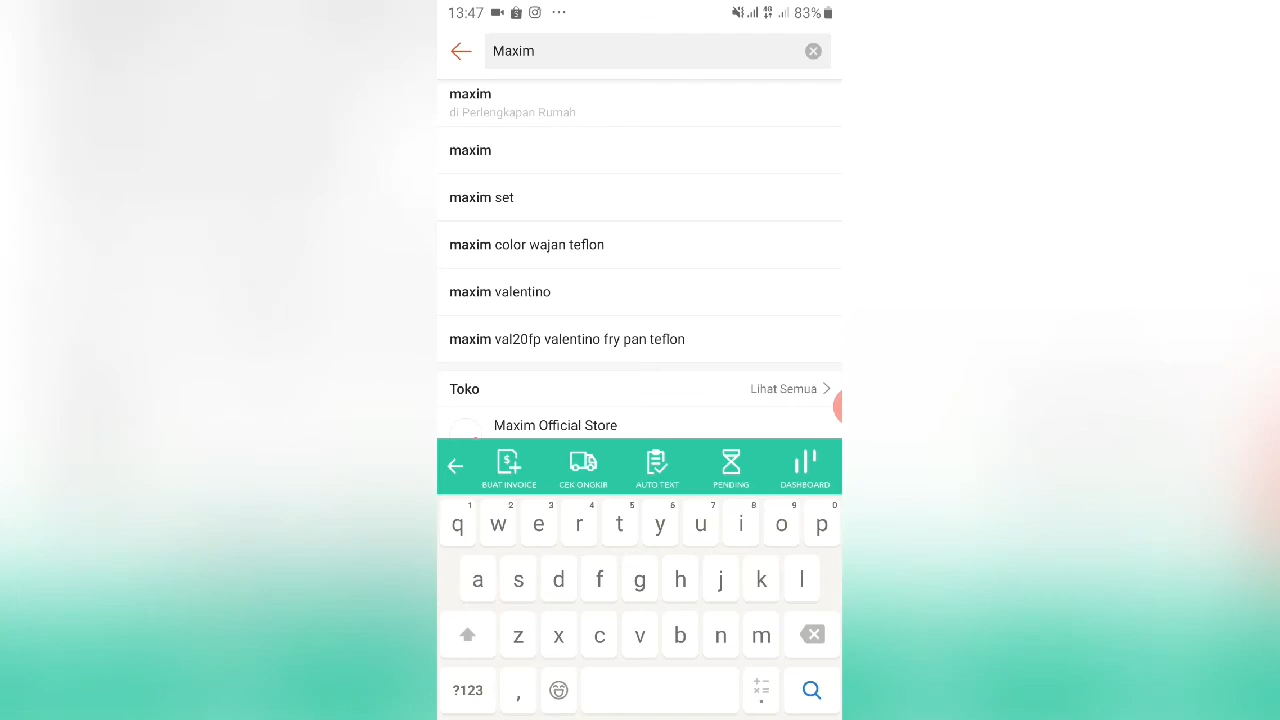 13:47 83%
Maxim
maxim
di Perlengkapan Rumah
maxim
maxim set
maxim color wajan teflon
maxim valentino
maxim val20fp valentino fry pan teflon
Toko Lihat Semua
Maxim Official Store
BUAT INVOICE CEK ONGKIR AUTO TEXT PENDING DASHBOARD
1 2 3 4 5 6 7 8 9 0
q w e r t y u i o p
a s d f g h j k l
z x c v b n m
?123 , .